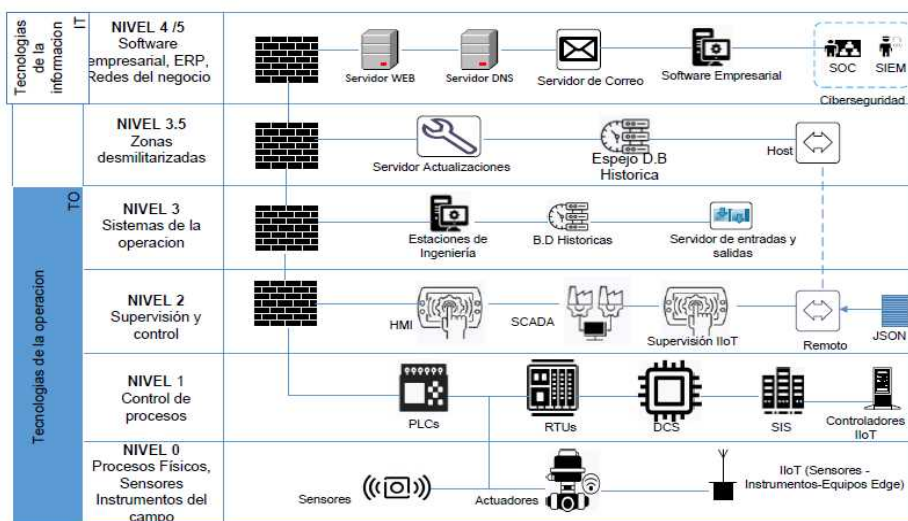 Tecnologias
de la
informacion
IT
NIVEL 4 /5
Software
empresarial, ERP,
Redes del negocio
Servidor WEB
Servidor DNS
Servidor de Correo
Software Empresarial
SOC
SIEM
Ciberseguridad
NIVEL 3.5
Zonas
desmilitarizadas
Servidor Actualizaciones
Espejo D.B
Historica
Host
Tecnologias de la operacion
TO
NIVEL 3
Sistemas de la
operacion
Estaciones de
Ingeniería
B.D Historicas
Servidor de entradas y
salidas
NIVEL 2
Supervisión y
control
HMI
SCADA
Supervisión IIoT
Remoto
JSON
NIVEL 1
Control de
procesos
PLCs
RTUs
DCS
SIS
Controladores
IIoT
NIVEL 0
Procesos Físicos,
Sensores
Instrumentos del
campo
Sensores
Actuadores
IIoT (Sensores -
Instrumentos-Equipos Edge)